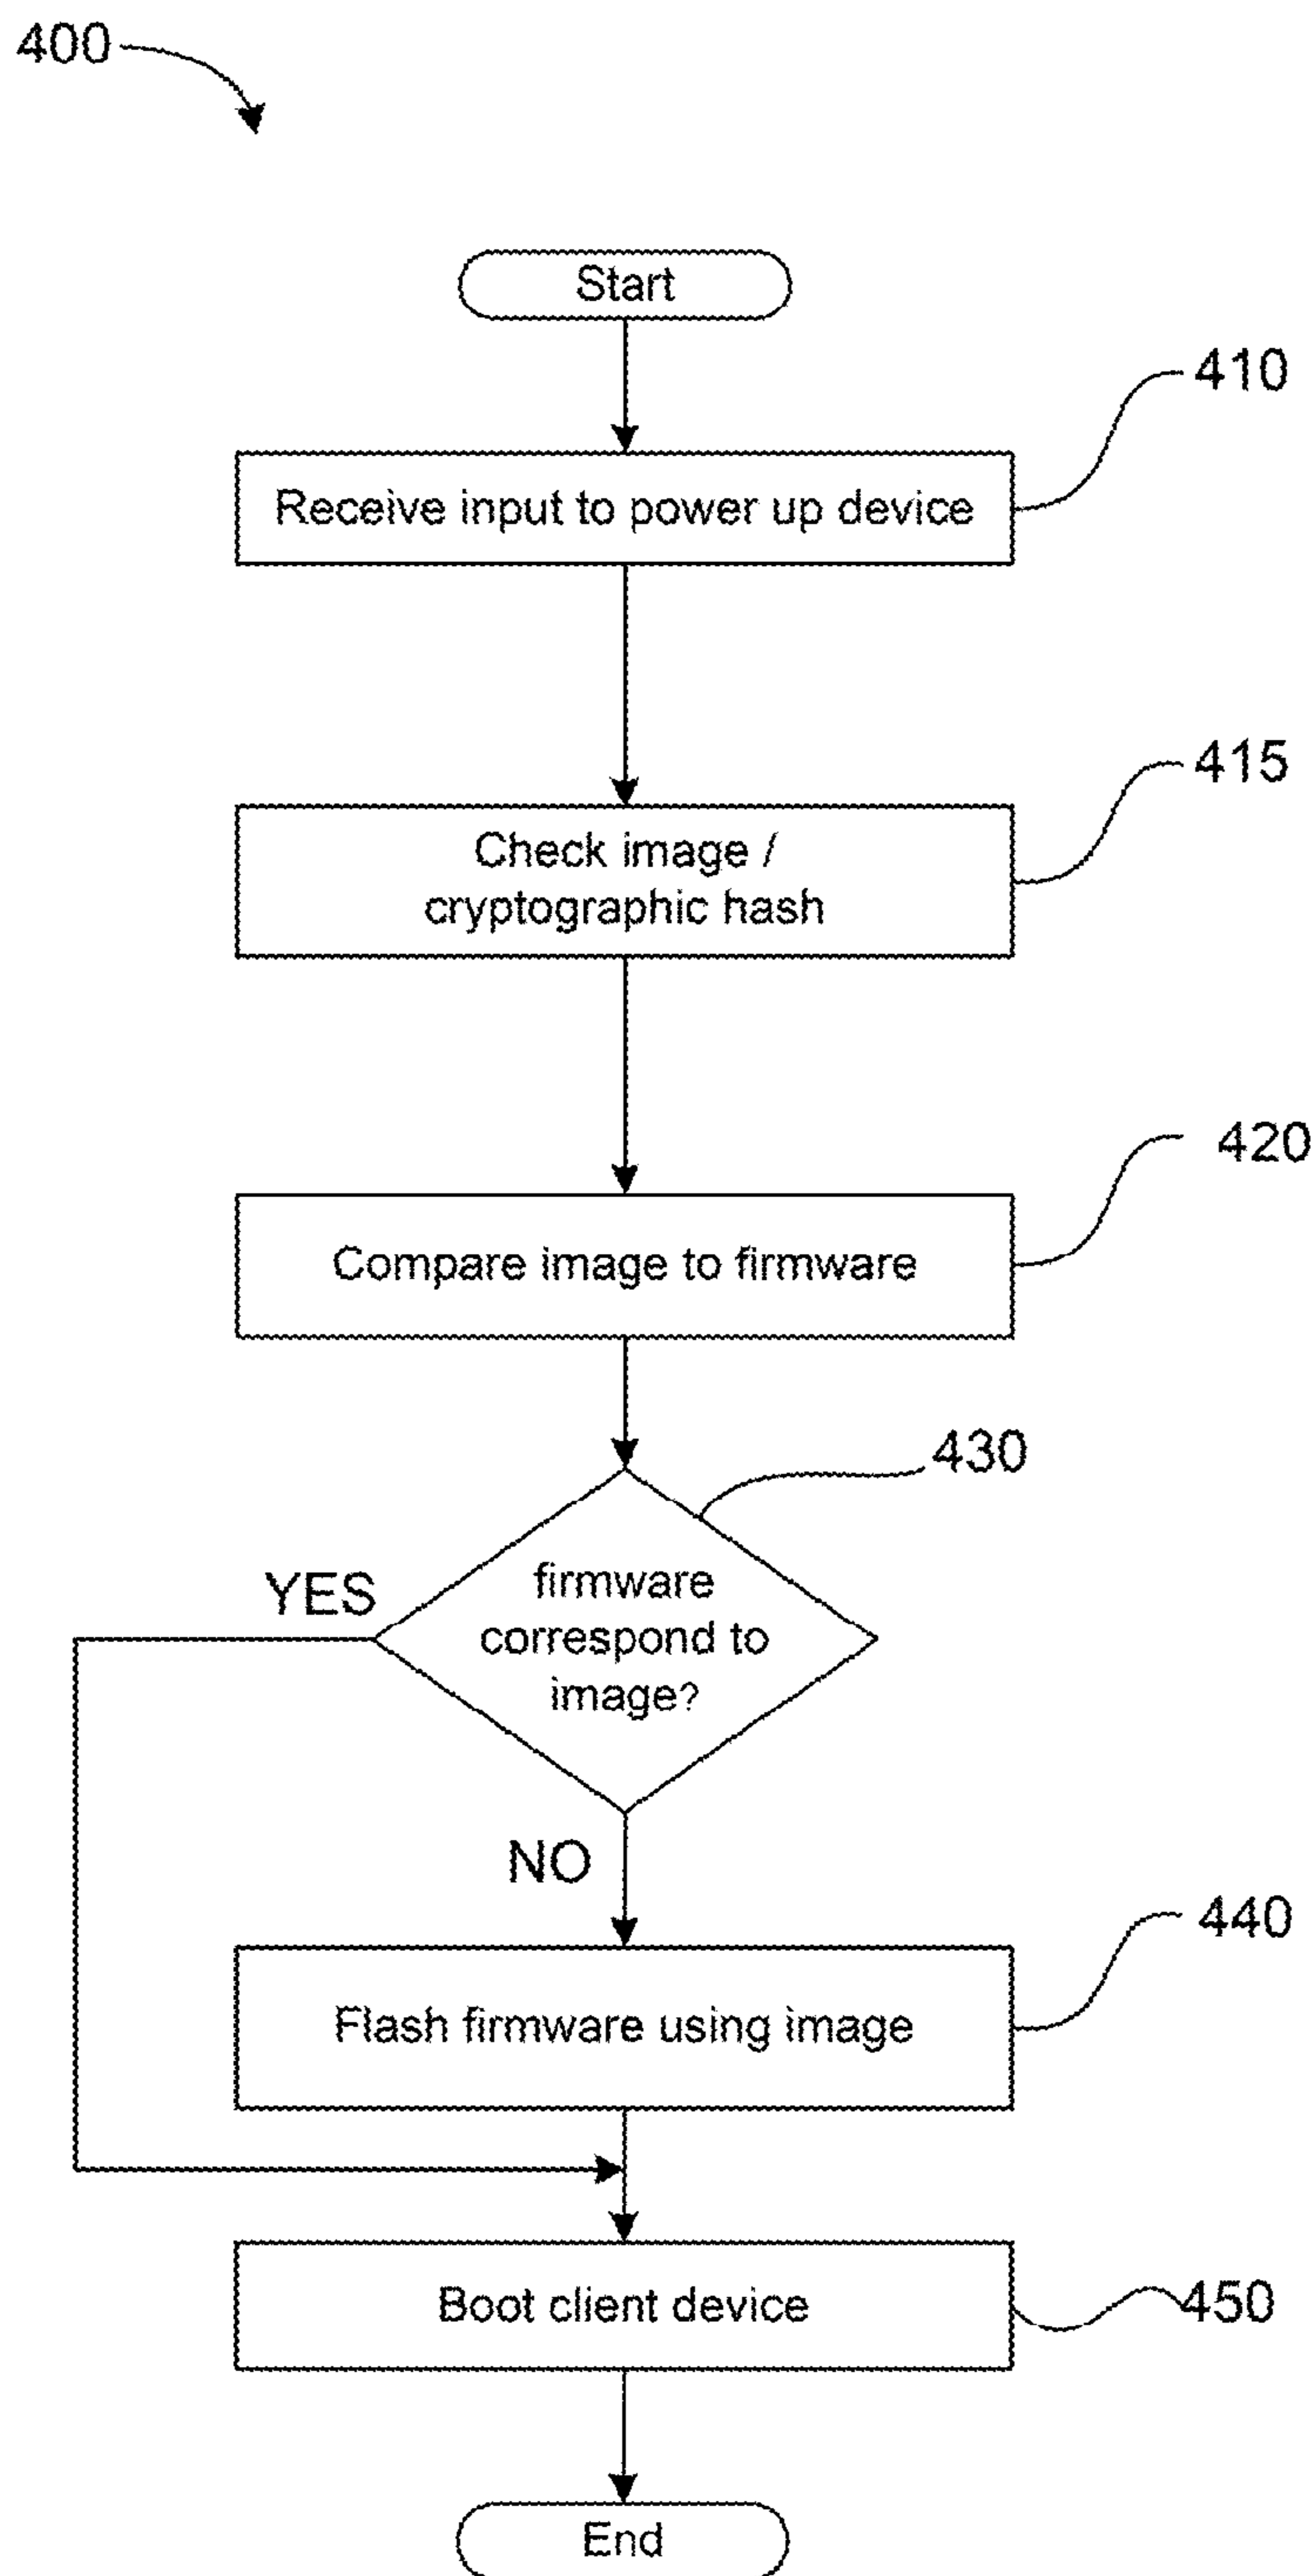 400
Start
410
Receive input to power up device
415
Check image /
cryptographic hash
420
Compare image to firmware
430
firmware
correspond to
image?
YES
NO
440
Flash firmware using image
450
Boot client device
End